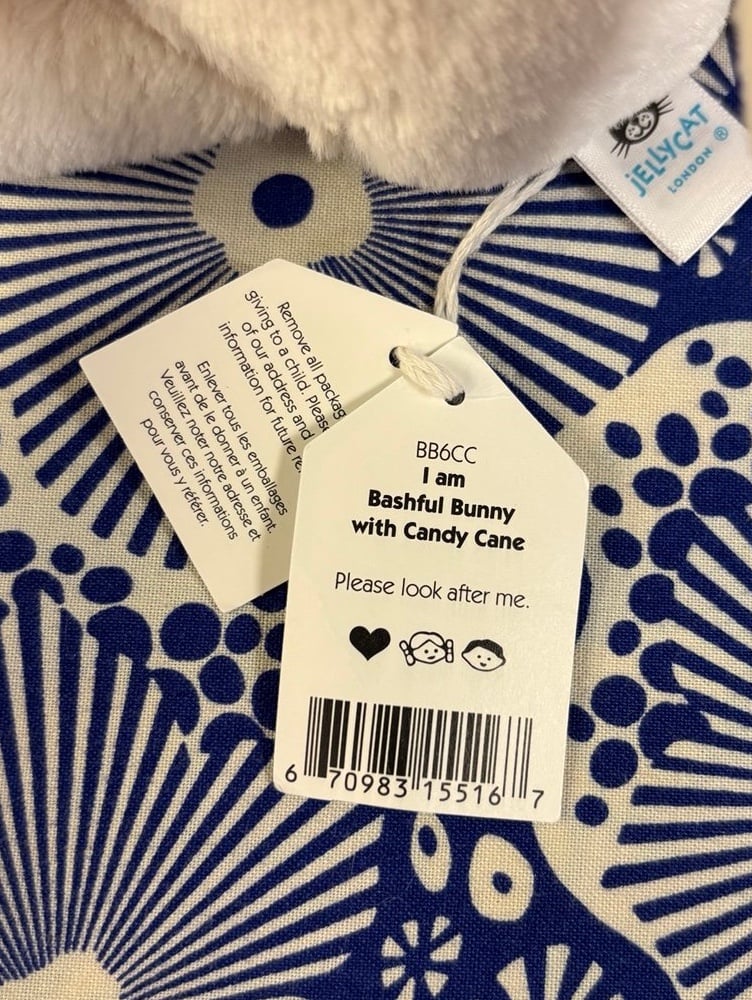 JELLYCAT
LONDON ®
Remove all packag
giving to a child. Please
of our address and
information for future re
Enlever tous les emballages
avant de le donner à un enfant.
Veuillez noter notre adresse et
conserver ces informations
pour vous y référer.
BB6CC
I am
Bashful Bunny
with Candy Cane
Please look after me.
6 70983 15516 7